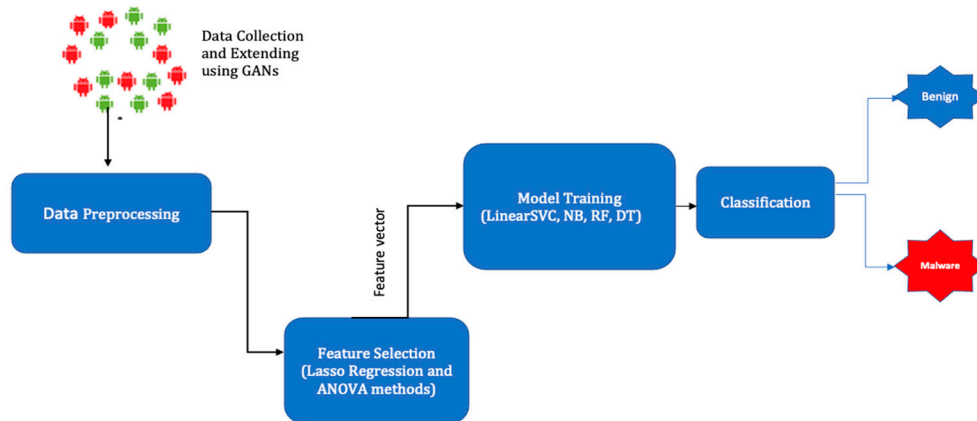 Data Collection
and Extending
using GANs
Data Preprocessing
Feature Selection
(Lasso Regression and
ANOVA methods)
Feature vector
Model Training
(LinearSVC, NB, RF, DT)
Classification
Benign
Malware